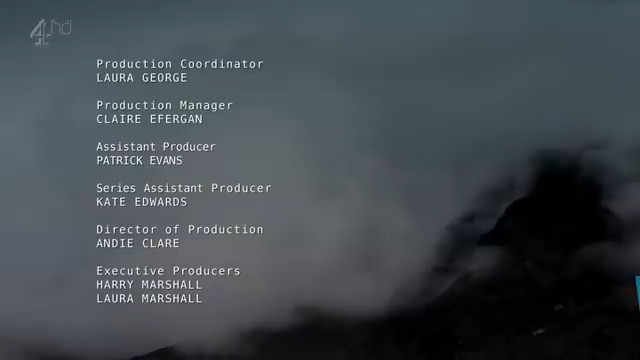 4hd
Production Coordinator
LAURA GEORGE
Production Manager
CLAIRE EFERGAN
Assistant Producer
PATRICK EVANS
Series Assistant Producer
KATE EDWARDS
Director of Production
ANDIE CLARE
Executive Producers
HARRY MARSHALL
LAURA MARSHALL